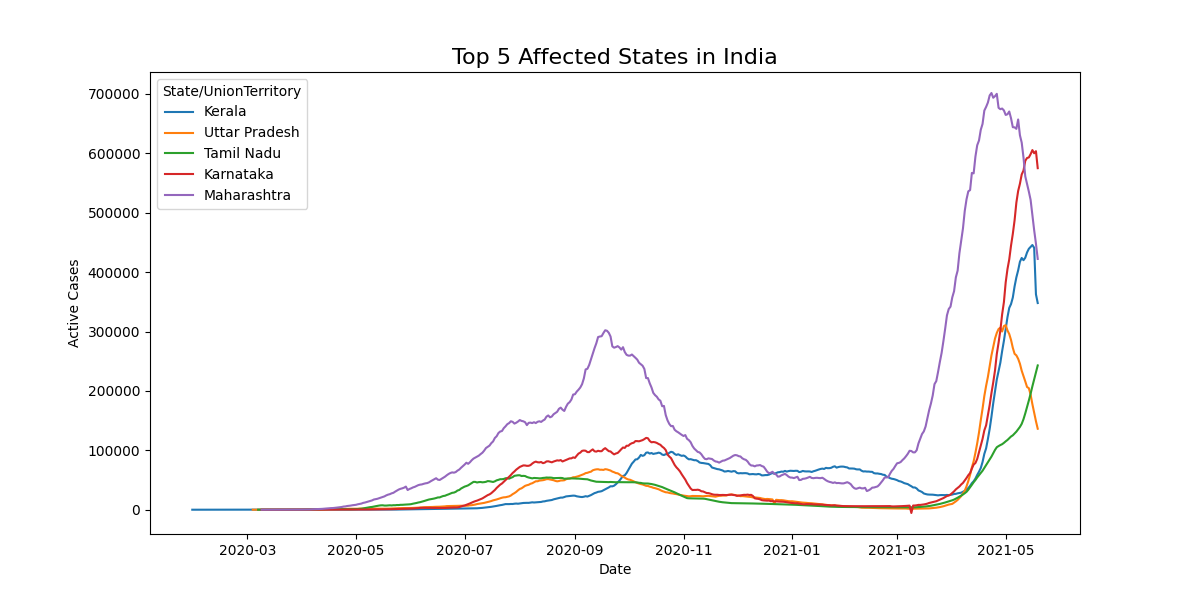 Top 5 Affected States in India
State/UnionTerritory
Kerala
Uttar Pradesh
Tamil Nadu
Karnataka
Maharashtra
Active Cases
700000
600000
500000
400000
300000
200000
100000
0
2020-03 2020-05 2020-07 2020-09 2020-11 2021-01 2021-03 2021-05
Date